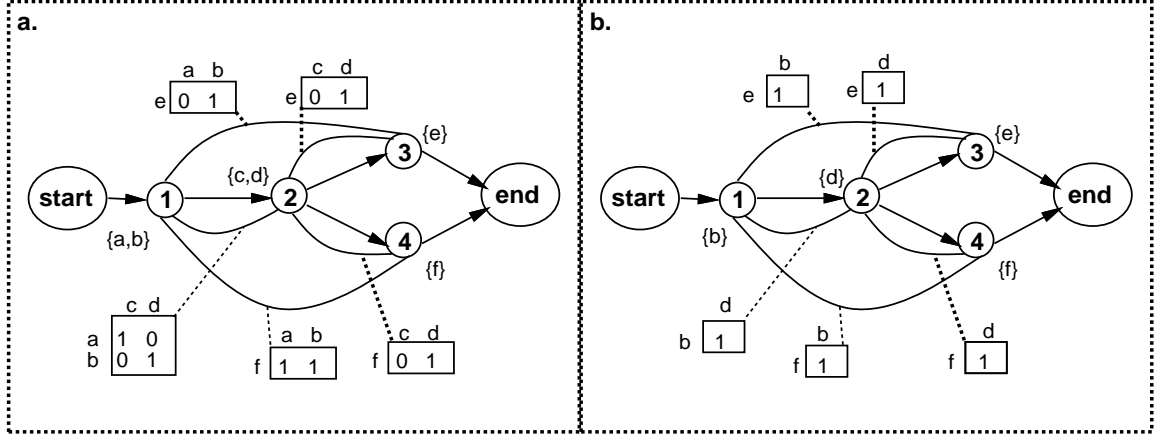 a.
a b
e 0 1
c d
e 0 1
{e}
3
{c,d}
start
1
2
end
{a,b}
4
{f}
c d
a 1 0
b 0 1
a b
f 1 1
c d
f 0 1
b.
b
e 1
d
e 1
{e}
3
{d}
start
1
2
end
{b}
4
{f}
d
b 1
b
f 1
d
f 1